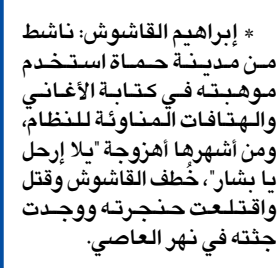 * إبراهيم القاشوش: ناشط
من مدينة حماة استخدم
موهبته في كتابة الأغاني
والهتافات المناوئة للنظام،
ومن أشهرها أهزوجة "يلا إرحل
يا بشار"، خُطف القاشوش وقتل
واقتلعت حنجرته ووجدت
جثته في نهر العاصي.